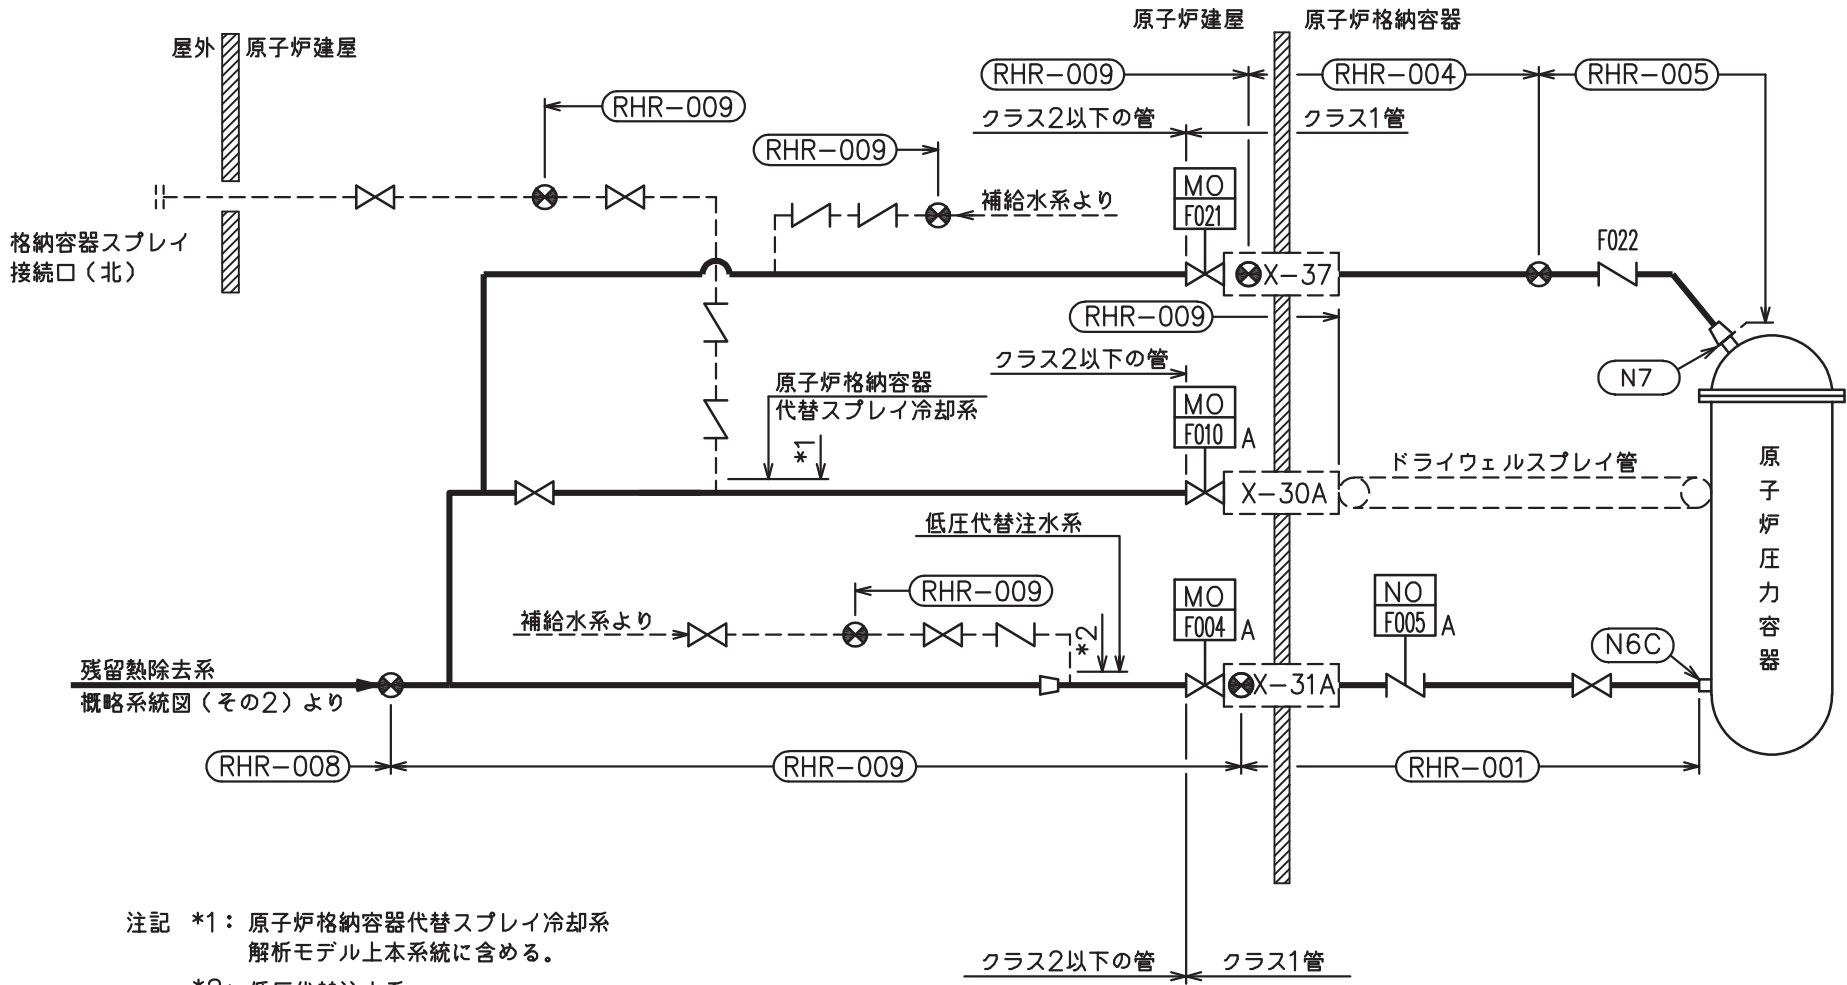 原子炉建屋
原子炉格納容器
屋外
原子炉建屋
RHR-009
RHR-004
RHR-005
RHR-009
クラス2以下の管
クラス1管
RHR-009
MO
F021
補給水系より
格納容器スプレイ
接続口(北)
F022
X-37
RHR-009
クラス2以下の管
N7
原子炉格納容器
代替スプレイ冷却系
*1
MO
F010
A
ドライウェルスプレイ管
X-30A
原子炉圧力容器
低圧代替注水系
RHR-009
補給水系より
*2
MO
F004
A
NO
F005
A
N6C
残留熱除去系
概略系統図(その2)より
X-31A
RHR-008
RHR-009
RHR-001
注記 *1:原子炉格納容器代替スプレイ冷却系
解析モデル上本系統に含める。
クラス2以下の管
クラス1管